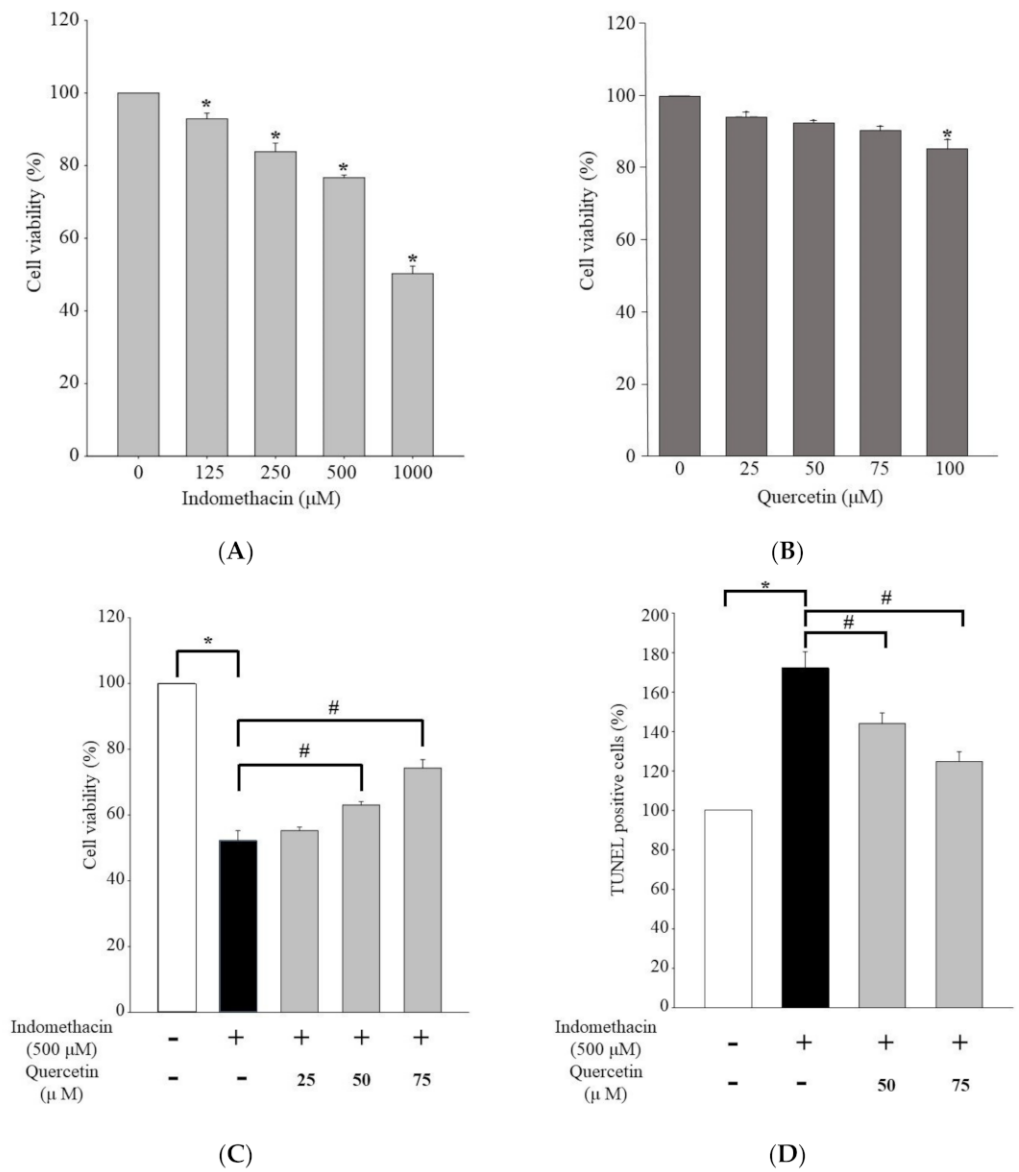 120
100
80
60
40
20
0
Cell viability (%)
* * * *
0 125 250 500 1000
Indomethacin (μM)
(A)
120
100
80
60
40
20
0
Cell viability (%)
*
0 25 50 75 100
Quercetin (μM)
(B)
120
100
80
60
40
20
0
Cell viability (%)
*
#
#
Indomethacin
(500 μM)
- + + + +
Quercetin
(μ M)
- - 25 50 75
(C)
200
180
160
140
120
100
80
60
40
20
0
TUNEL positive cells (%)
*
#
#
Indomethacin
(500 μM)
- + + +
Quercetin
(μ M)
- - 50 75
(D)